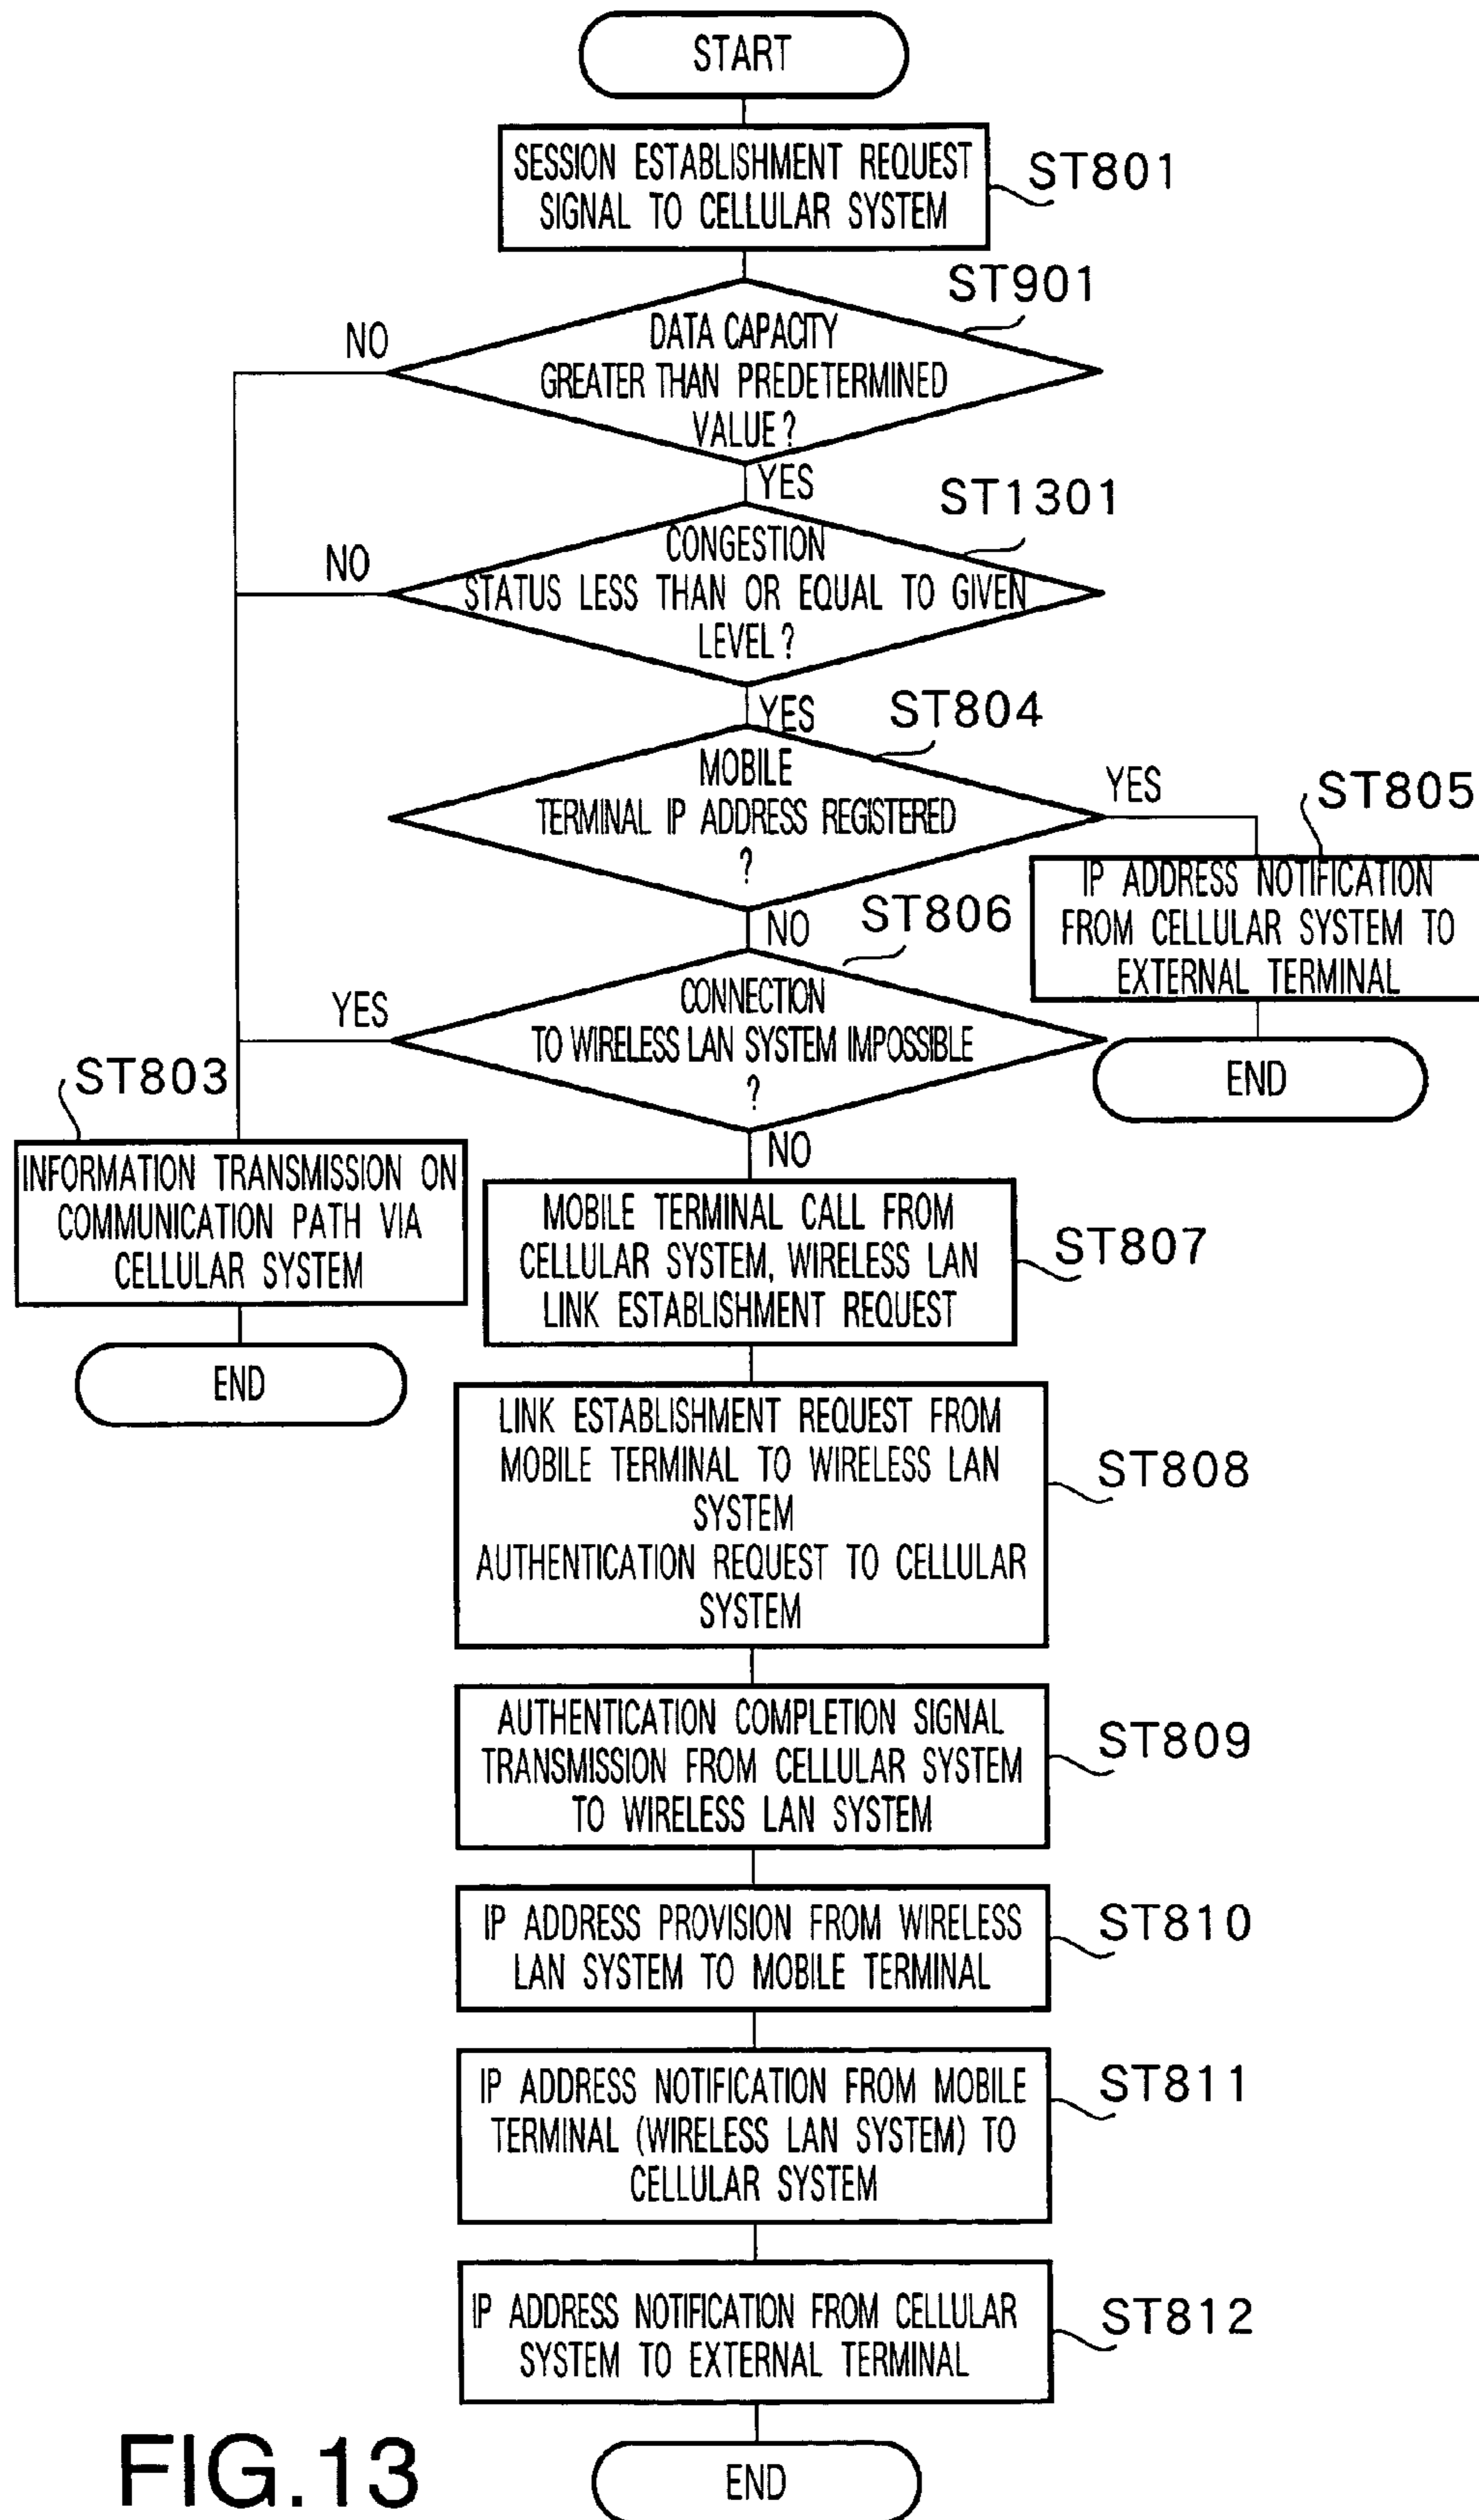 START
SESSION ESTABLISHMENT REQUEST
SIGNAL TO CELLULAR SYSTEM
ST801
ST901
DATA CAPACITY
GREATER THAN PREDETERMINED
VALUE?
NO
YES
ST1301
CONGESTION
STATUS LESS THAN OR EQUAL TO GIVEN
LEVEL?
NO
YES
ST804
MOBILE
TERMINAL IP ADDRESS REGISTERED
?
YES
ST805
IP ADDRESS NOTIFICATION
FROM CELLULAR SYSTEM TO
EXTERNAL TERMINAL
END
NO
ST806
CONNECTION
TO WIRELESS LAN SYSTEM IMPOSSIBLE
?
YES
ST803
INFORMATION TRANSMISSION ON
COMMUNICATION PATH VIA
CELLULAR SYSTEM
END
NO
MOBILE TERMINAL CALL FROM
CELLULAR SYSTEM, WIRELESS LAN
LINK ESTABLISHMENT REQUEST
ST807
LINK ESTABLISHMENT REQUEST FROM
MOBILE TERMINAL TO WIRELESS LAN
SYSTEM
AUTHENTICATION REQUEST TO CELLULAR
SYSTEM
ST808
AUTHENTICATION COMPLETION SIGNAL
TRANSMISSION FROM CELLULAR SYSTEM
TO WIRELESS LAN SYSTEM
ST809
IP ADDRESS PROVISION FROM WIRELESS
LAN SYSTEM TO MOBILE TERMINAL
ST810
IP ADDRESS NOTIFICATION FROM MOBILE
TERMINAL (WIRELESS LAN SYSTEM) TO
CELLULAR SYSTEM
ST811
IP ADDRESS NOTIFICATION FROM CELLULAR
SYSTEM TO EXTERNAL TERMINAL
ST812
END
FIG.13